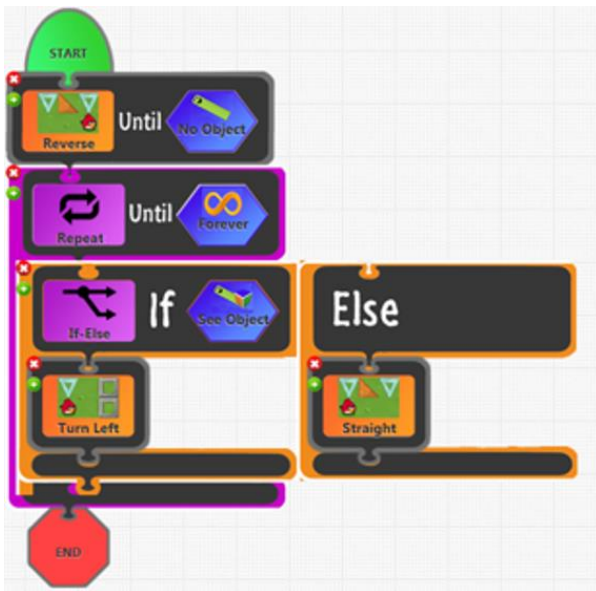 START
Reverse Until No Object
Repeat Until Forever
If-Else If See Object Else
Turn Left Straight
END